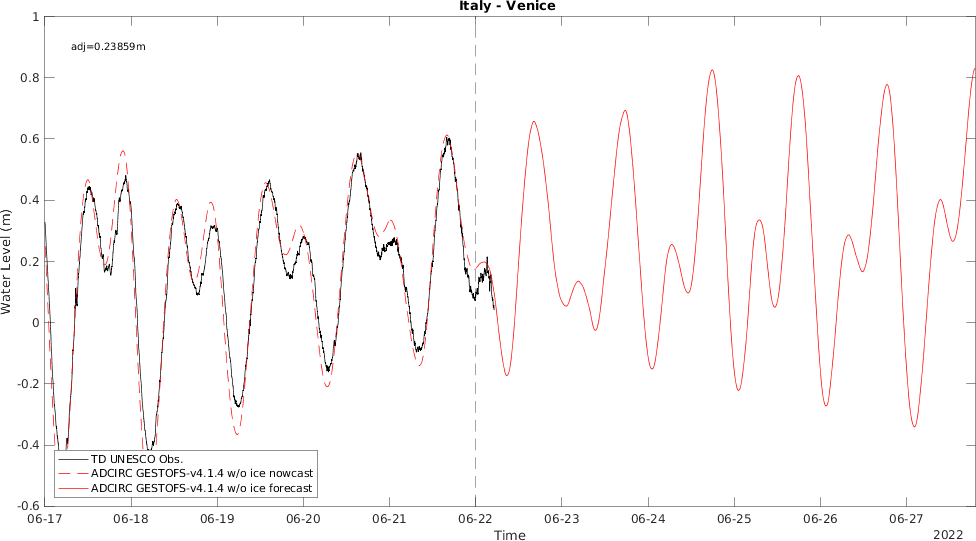 Italy - Venice
1
adj=0.23859m
0.8
0.6
0.4
0.2
0
-0.2
-0.4
-0.6
Water Level (m)
TD UNESCO Obs.
ADCIRC GESTOFS-v4.1.4 w/o ice nowcast
ADCIRC GESTOFS-v4.1.4 w/o ice forecast
06-17 06-18 06-19 06-20 06-21 06-22 06-23 06-24 06-25 06-26 06-27
Time
2022